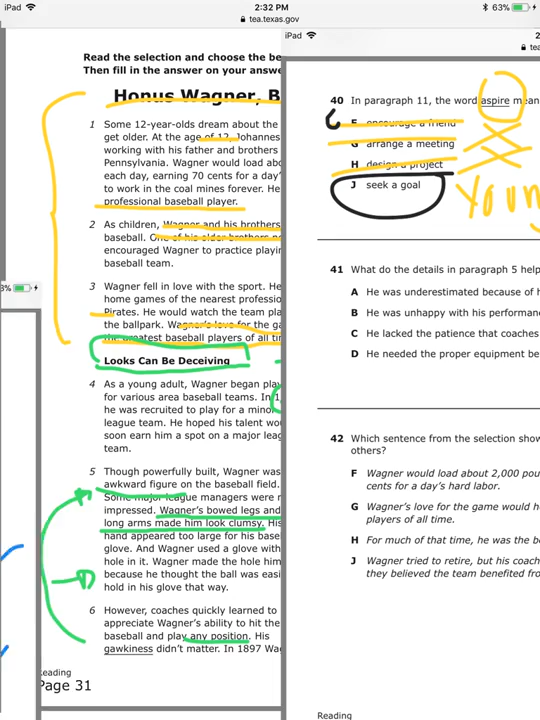 iPad
2:32 PM
63%
tea.texas.gov
Read the selection and choose the be
Then fill in the answer on your answe
Honus Wagner, B
1 Some 12-year-olds dream about the
get older. At the age of 12, Johannes
working with his father and brothers
Pennsylvania. Wagner would load abo
each day, earning 70 cents for a day'
to work in the coal mines forever. He
professional baseball player.
2 As children, Wagner and his brothers
baseball. One of his older brothers
encouraged Wagner to practice playin
baseball team.
3 Wagner fell in love with the sport. He
home games of the nearest professio
Pirates. He would watch the team pla
the ballpark. Wagner's love for the ga
the greatest baseball players of all tin
3%
Looks Can Be Deceiving
4 As a young adult, Wagner began play
for various area baseball teams. In 1
he was recruited to play for a mino
league team. He hoped his talent wo
soon earn him a spot on a major leag
team.
5 Though powerfully built, Wagner was
awkward figure on the baseball field.
Some major league managers were n
impressed. Wagner's bowed legs and
long arms made him look clumsy. His
hand appeared too large for his base
glove. And Wagner used a glove with
hole in it. Wagner made the hole him
because he thought the ball was easi
hold in his glove that way.
6 However, coaches quickly learned to
appreciate Wagner's ability to hit the
baseball and play any position. His
gawkiness didn't matter. In 1897 Wag
eading
Page 31
iPad
2
tea
40 In paragraph 11, the word aspire means
F encourage a friend
G arrange a meeting
H design a project
J seek a goal
Youn
41 What do the details in paragraph 5 help
A He was underestimated because of h
B He was unhappy with his performanc
C He lacked the patience that coaches
D He needed the proper equipment be
42 Which sentence from the selection show
others?
F Wagner would load about 2,000 pou
cents for a day's hard labor.
G Wagner's love for the game would he
players of all time.
H For much of that time, he was the b
J Wagner tried to retire, but his coach
they believed the team benefited fro
Reading